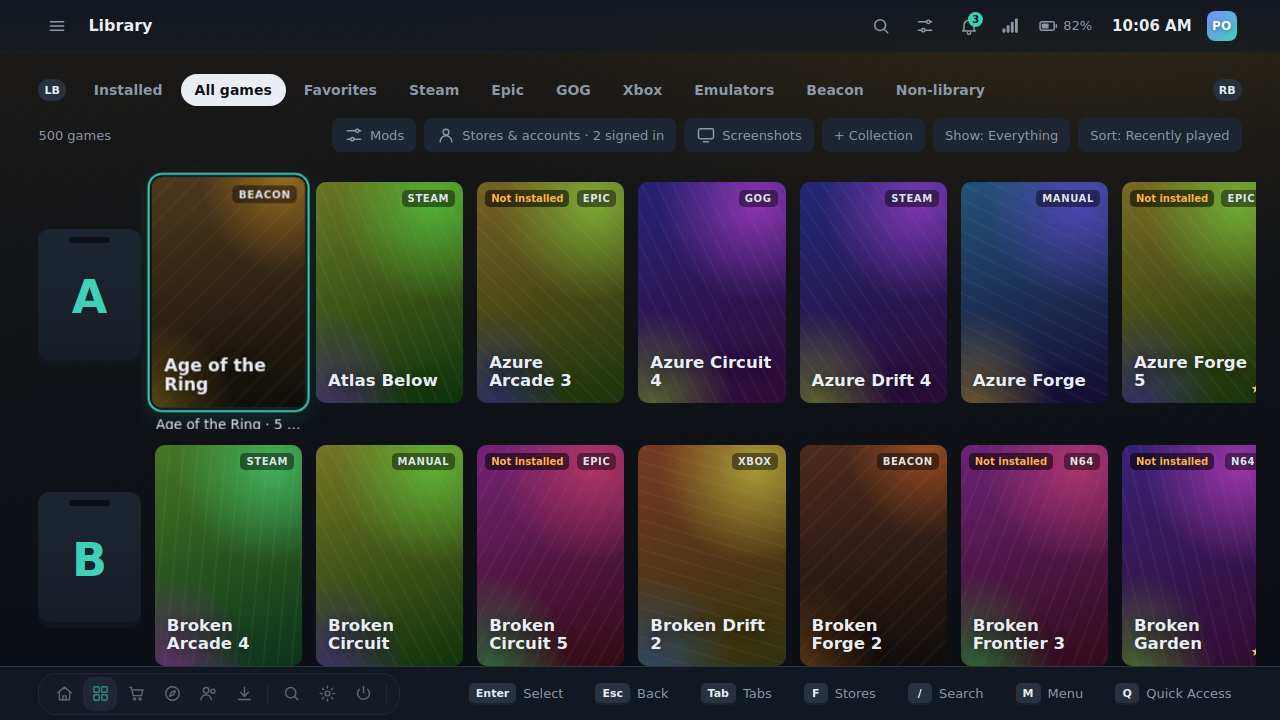 Library
3
82%
10:06 AM
PO
LB
Installed
All games
Favorites
Steam
Epic
GOG
Xbox
Emulators
Beacon
Non-library
RB
500 games
Mods
Stores & accounts · 2 signed in
Screenshots
+ Collection
Show: Everything
Sort: Recently played
A
BEACON
Age of the
Ring
Age of the Ring · 5 ...
STEAM
Atlas Below
Not installed
EPIC
Azure
Arcade 3
GOG
Azure Circuit
4
STEAM
Azure Drift 4
MANUAL
Azure Forge
Not installed
EPIC
Azure Forge
5
B
STEAM
Broken
Arcade 4
MANUAL
Broken
Circuit
Not installed
EPIC
Broken
Circuit 5
XBOX
Broken Drift
2
BEACON
Broken
Forge 2
Not installed
N64
Broken
Frontier 3
Not installed
N64
Broken
Garden
Enter Select
Esc Back
Tab Tabs
F Stores
/ Search
M Menu
Q Quick Access